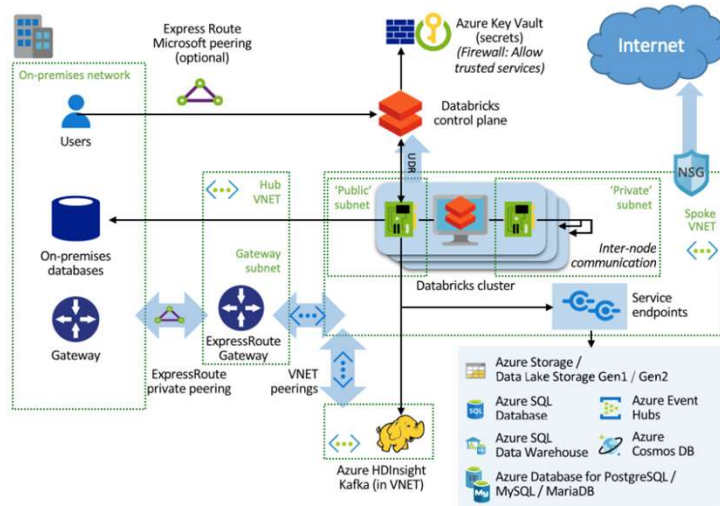 Express Route
Microsoft peering
(optional)
Azure Key Vault
(secrets)
(Firewall: Allow
trusted services)
Internet
On-premises network
Users
Databricks
control plane
UDR
NSG
Hub
VNET
'Public'
subnet
'Private'
subnet
Spoke
VNET
On-premises
databases
Gateway
subnet
Inter-node
communication
Databricks cluster
Gateway
ExpressRoute
Gateway
Service
endpoints
ExpressRoute
private peering
VNET
peerings
Azure Storage /
Data Lake Storage Gen1 / Gen2
SQL
Azure SQL
Database
Azure Event
Hubs
Azure SQL
Data Warehouse
Azure
Cosmos DB
Azure Database for PostgreSQL /
MySQL / MariaDB
My
Azure HDInsight
Kafka (in VNET)